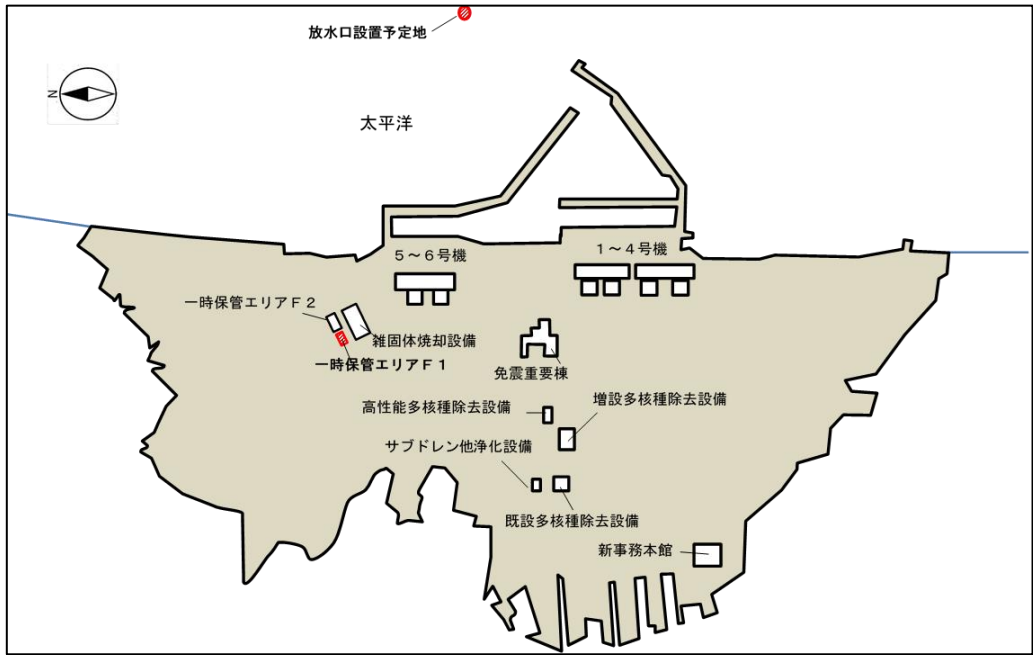 放水口設置予定地
N
太平洋
5～6号機
1～4号機
一時保管エリアF2
雑固体焼却設備
一時保管エリアF1
免震重要棟
高性能多核種除去設備
増設多核種除去設備
サブドレン他浄化設備
既設多核種除去設備
新事務本館